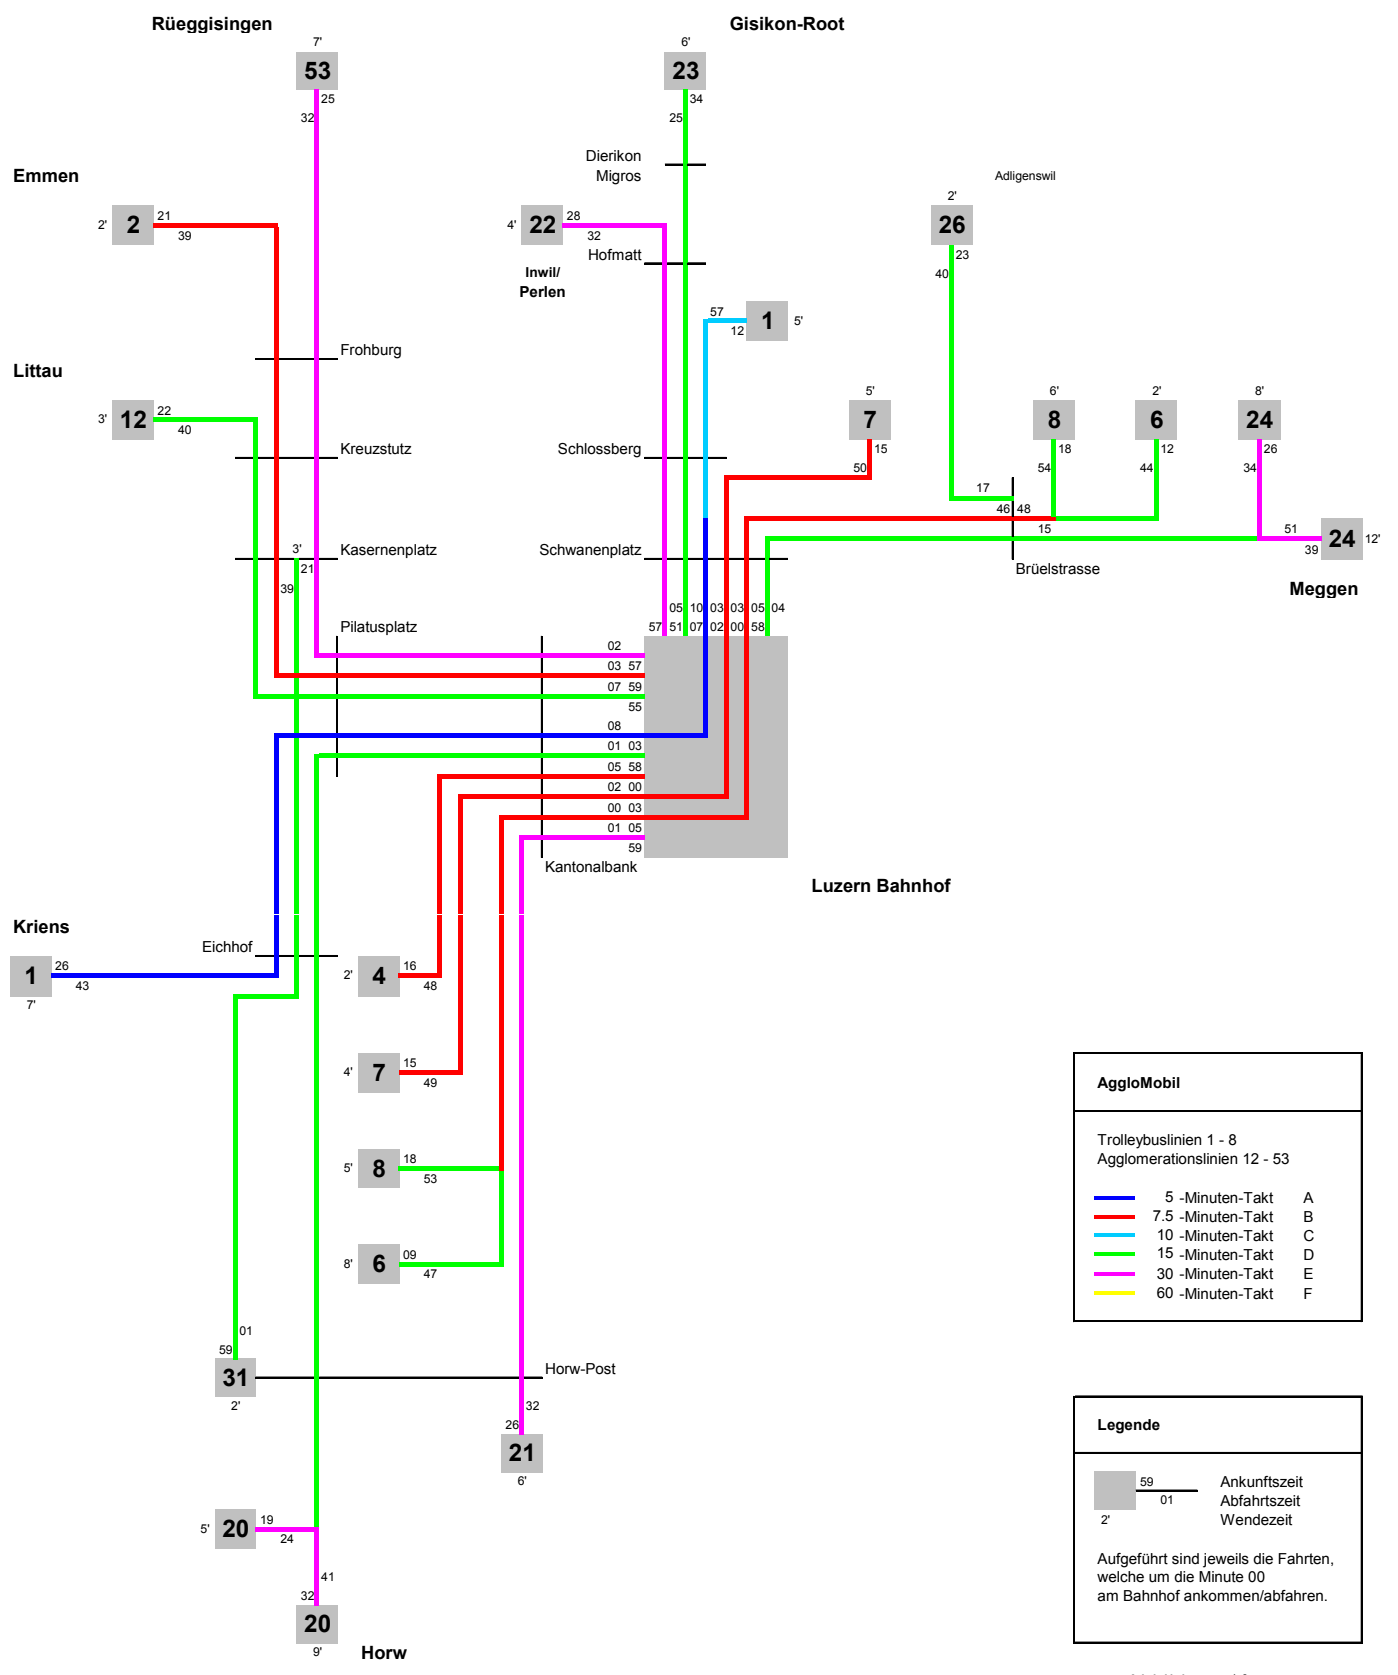 Rüeggisingen
Gisikon-Root
7'
6'
53
23
25
34
32
25
Dierikon
Migros
Emmen
Adligenswil
2'
21
28
2' 2
4' 22
26
39
32
Hofmatt
23
Inwil/
Perlen
40
57
1 5'
12
Frohburg
Littau
5'
6'
2'
8'
22
3' 12
7
8
6
24
40
Kreuzstutz
Schlossberg
15
18
12
26
50
54
44
34
17
46 48
15
51
24 12'
39
3'
Kasernenplatz
Schwanenplatz
21
Brüelstrasse
39
Meggen
05 10 03 03 05 04
Pilatusplatz
57 51 07 02 00 58
02
03 57
07 59
55
08
01 03
05 58
02 00
00 03
01 05
59
Kantonalbank
Luzern Bahnhof
Kriens
Eichhof
26
16
1
2' 4
43
48
7'
15
4' 7
49
18
5' 8
53
09
8' 6
47
01
59
31
2'
Horw-Post
32
26
21
6'
19
5' 20
24
41
32
20
9'
Horw
AggloMobil
Trolleybuslinien 1 - 8
Agglomerationslinien 12 - 53
5 -Minuten-Takt A
7.5 -Minuten-Takt B
10 -Minuten-Takt C
15 -Minuten-Takt D
30 -Minuten-Takt E
60 -Minuten-Takt F
Legende
59 Ankunftszeit
01 Abfahrtszeit
2' Wendezeit
Aufgeführt sind jeweils die Fahrten,
welche um die Minute 00
am Bahnhof ankommen/abfahren.